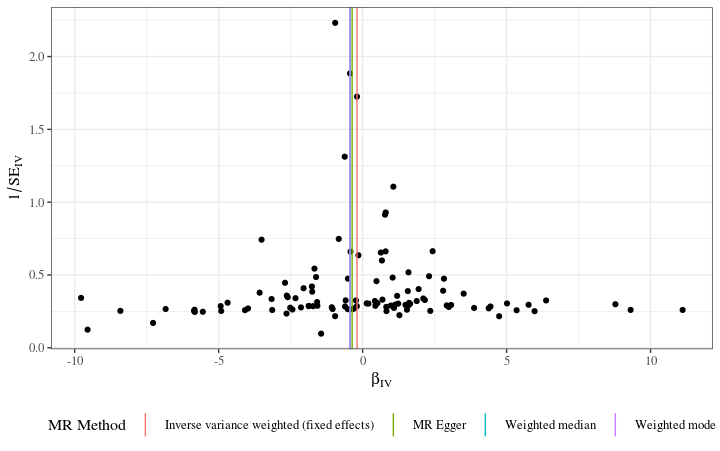 2.0
1.5
1.0
0.5
0.0
1/SE_IV
-10 -5 0 5 10
β_IV
MR Method Inverse variance weighted (fixed effects) MR Egger Weighted median Weighted mode